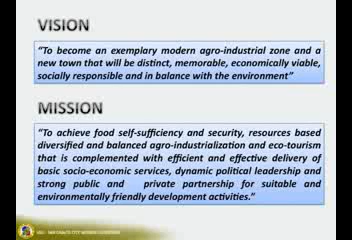 VISION
“To become an exemplary modern agro-industrial zone and a
new town that will be distinct, memorable, economically viable,
socially responsible and in balance with the environment”
MISSION
“To achieve food self-sufficiency and security, resources based
diversified and balanced agro-industrialization and eco-tourism
that is complemented with efficient and effective delivery of
basic socio-economic services, dynamic political leadership and
strong public and private partnership for suitable and
environmentally friendly development activities.”